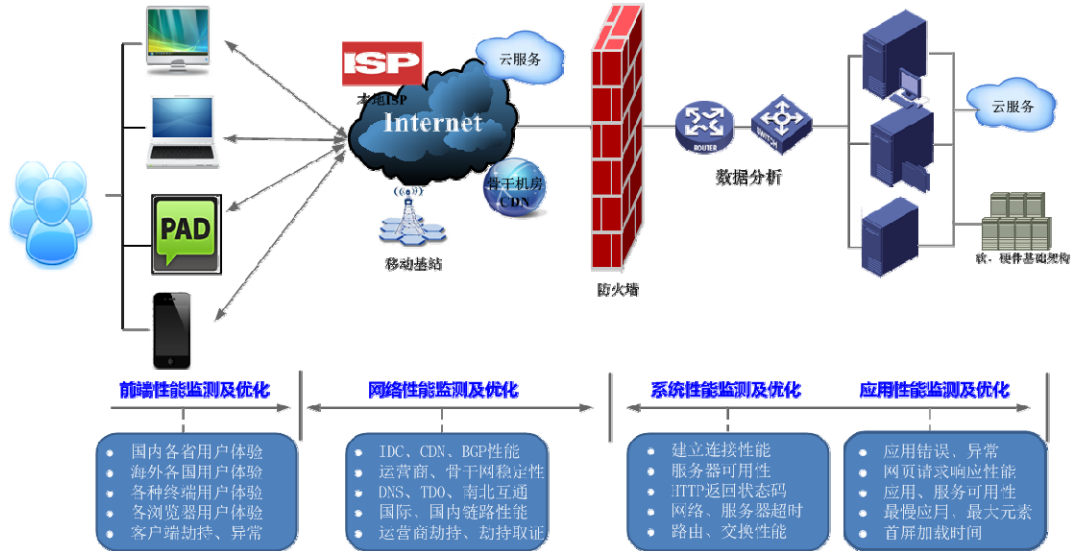 ISP
本地ISP
云服务
Internet
骨干机房
CDN
移动基站
PAD
防火墙
ROUTER
SWITCH
数据分析
云服务
软、硬件基础架构
前端性能监测及优化
网络性能监测及优化
系统性能监测及优化
应用性能监测及优化
国内各省用户体验
海外各国用户体验
各种终端用户体验
各浏览器用户体验
客户端劫持、异常
IDC、CDN、BGP性能
运营商、骨干网稳定性
DNS、TDO、南北互通
国际、国内链路性能
运营商劫持、劫持取证
建立连接性能
服务器可用性
HTTP返回状态码
网络、服务器超时
路由、交换性能
应用错误、异常
网页请求响应性能
应用、服务可用性
最慢应用、最大元素
首屏加载时间